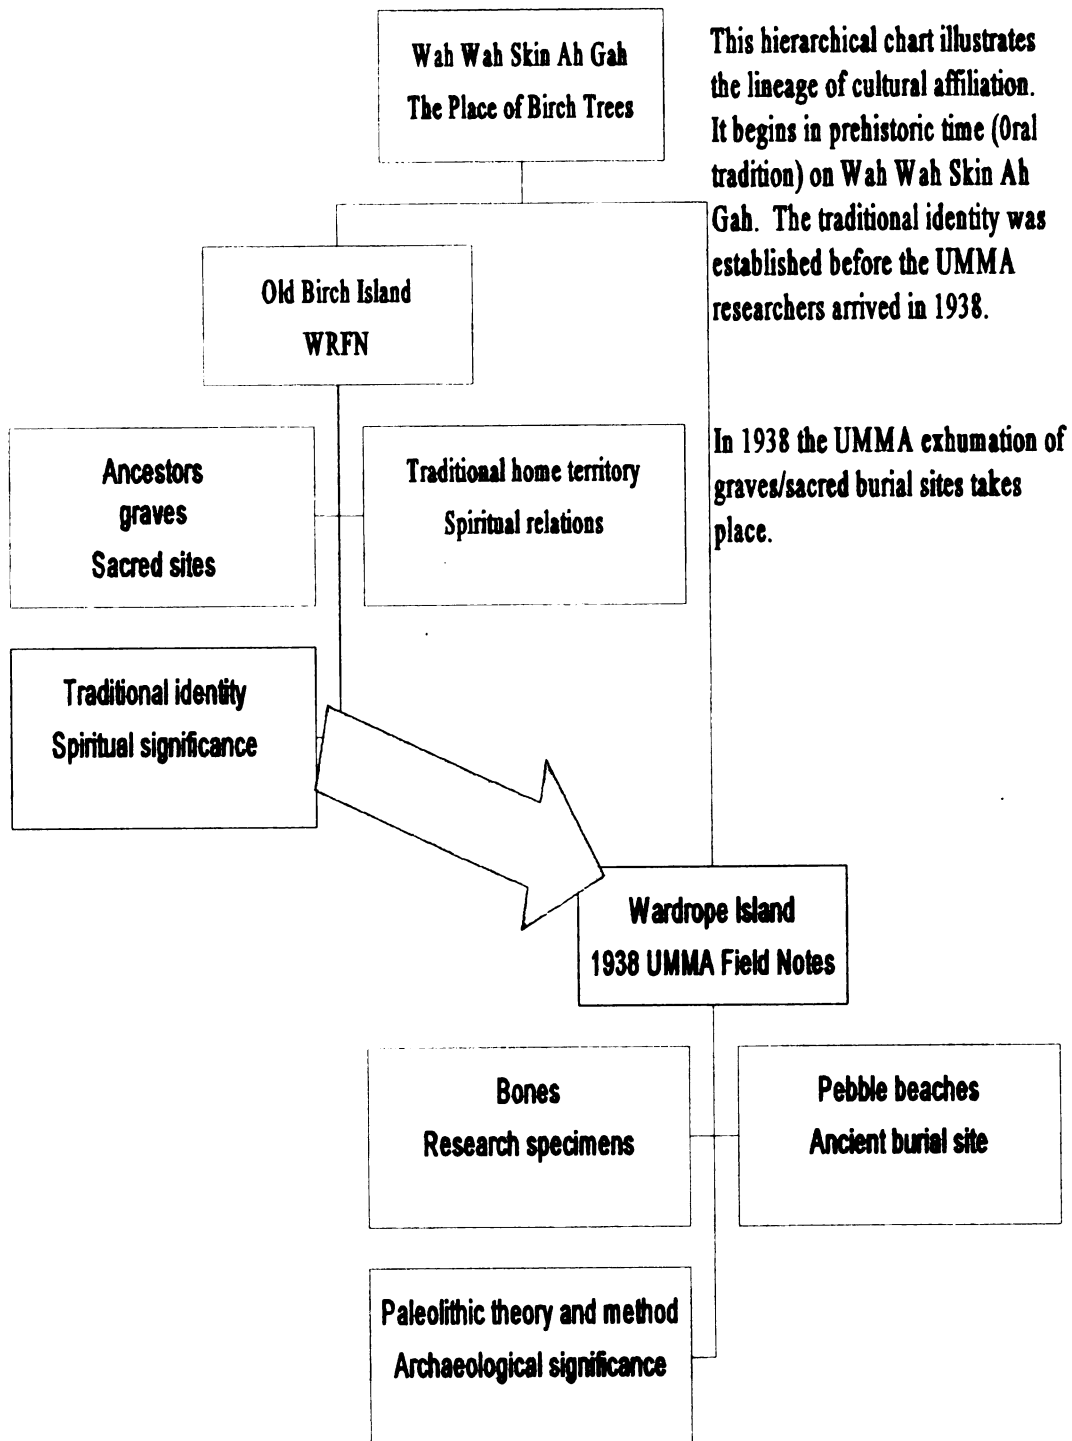 Wah Wah Skin Ah Gah
The Place of Birch Trees
This hierarchical chart illustrates
the lineage of cultural affiliation.
It begins in prehistoric time (Oral
tradition) on Wah Wah Skin Ah
Gah. The traditional identity was
established before the UMMA
researchers arrived in 1938.
Old Birch Island
WRFN
Ancestors
graves
Sacred sites
Traditional home territory
Spiritual relations
In 1938 the UMMA exhumation of
graves/sacred burial sites takes
place.
Traditional identity
Spiritual significance
Wardrope Island
1938 UMMA Field Notes
Bones
Research specimens
Pebble beaches
Ancient burial site
Paleolithic theory and method
Archaeological significance